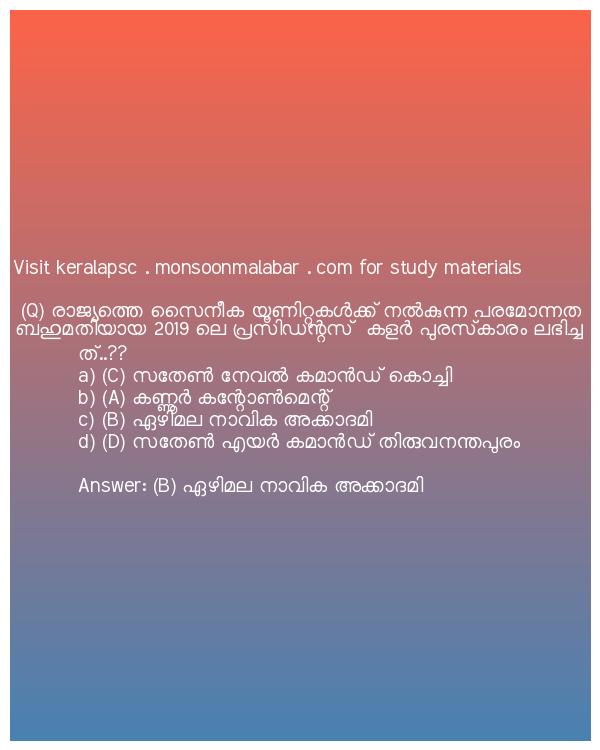 Visit keralapsc . monsoonmalabar . com for study materials
(Q) രാജ്യത്തെ സൈനീക യൂണിറ്റുകൾക്ക് നൽകുന്ന പരമോന്നത
ബഹുമതിയായ 2019 ലെ പ്രസിഡന്റസ് കളർ പുരസ്കാരം ലഭിച്ച
ത്..??
a) (C) സതേൺ നേവൽ കമാൻഡ് കൊച്ചി
b) (A) കണ്ണൂർ കന്റോൺമെന്റ്
c) (B) ഏഴിമല നാവിക അക്കാദമി
d) (D) സതേൺ എയർ കമാൻഡ് തിരുവനന്തപുരം
Answer: (B) ഏഴിമല നാവിക അക്കാദമി